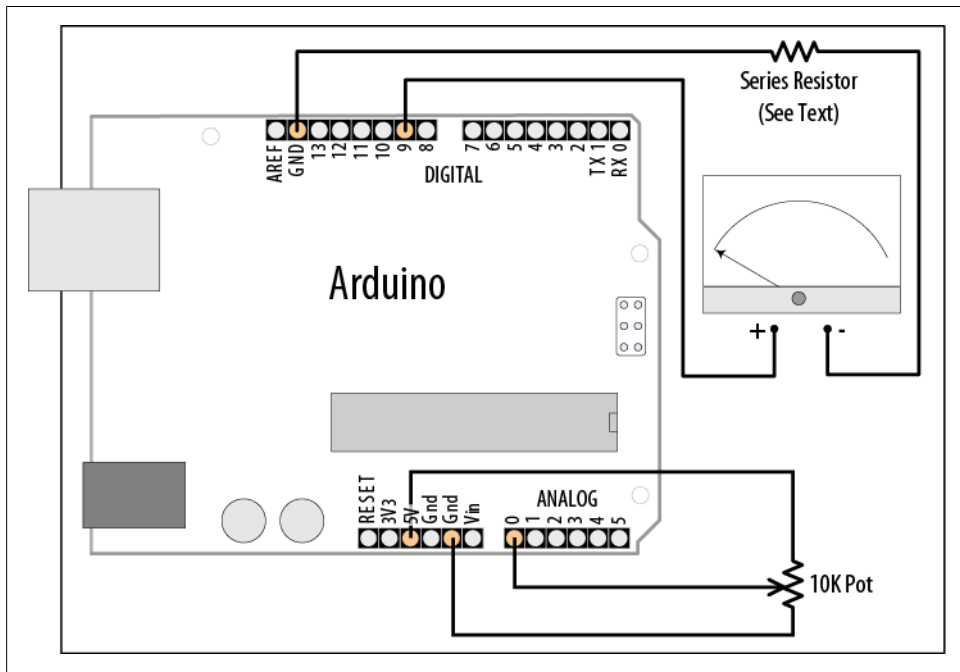 Series Resistor
(See Text)
AREF
GND
13
12
11
10
9
8
7
6
5
4
3
2
TX 1
RX 0
DIGITAL
Arduino
+
-
RESET
3V3
5V
Gnd
Gnd
Vin
ANALOG
0
1
2
3
4
5
10K Pot